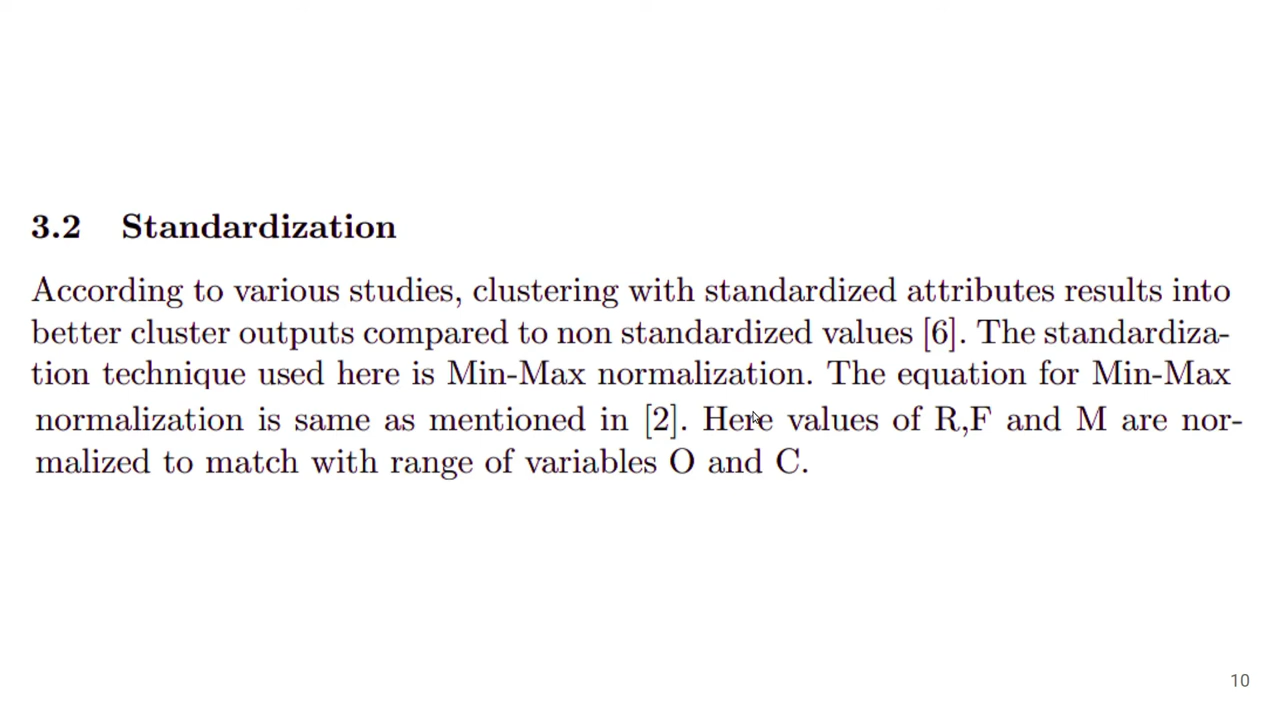 3.2 Standardization
According to various studies, clustering with standardized attributes results into
better cluster outputs compared to non standardized values [6]. The standardiza-
tion technique used here is Min-Max normalization. The equation for Min-Max
normalization is same as mentioned in [2]. Here values of R,F and M are nor-
malized to match with range of variables O and C.
10